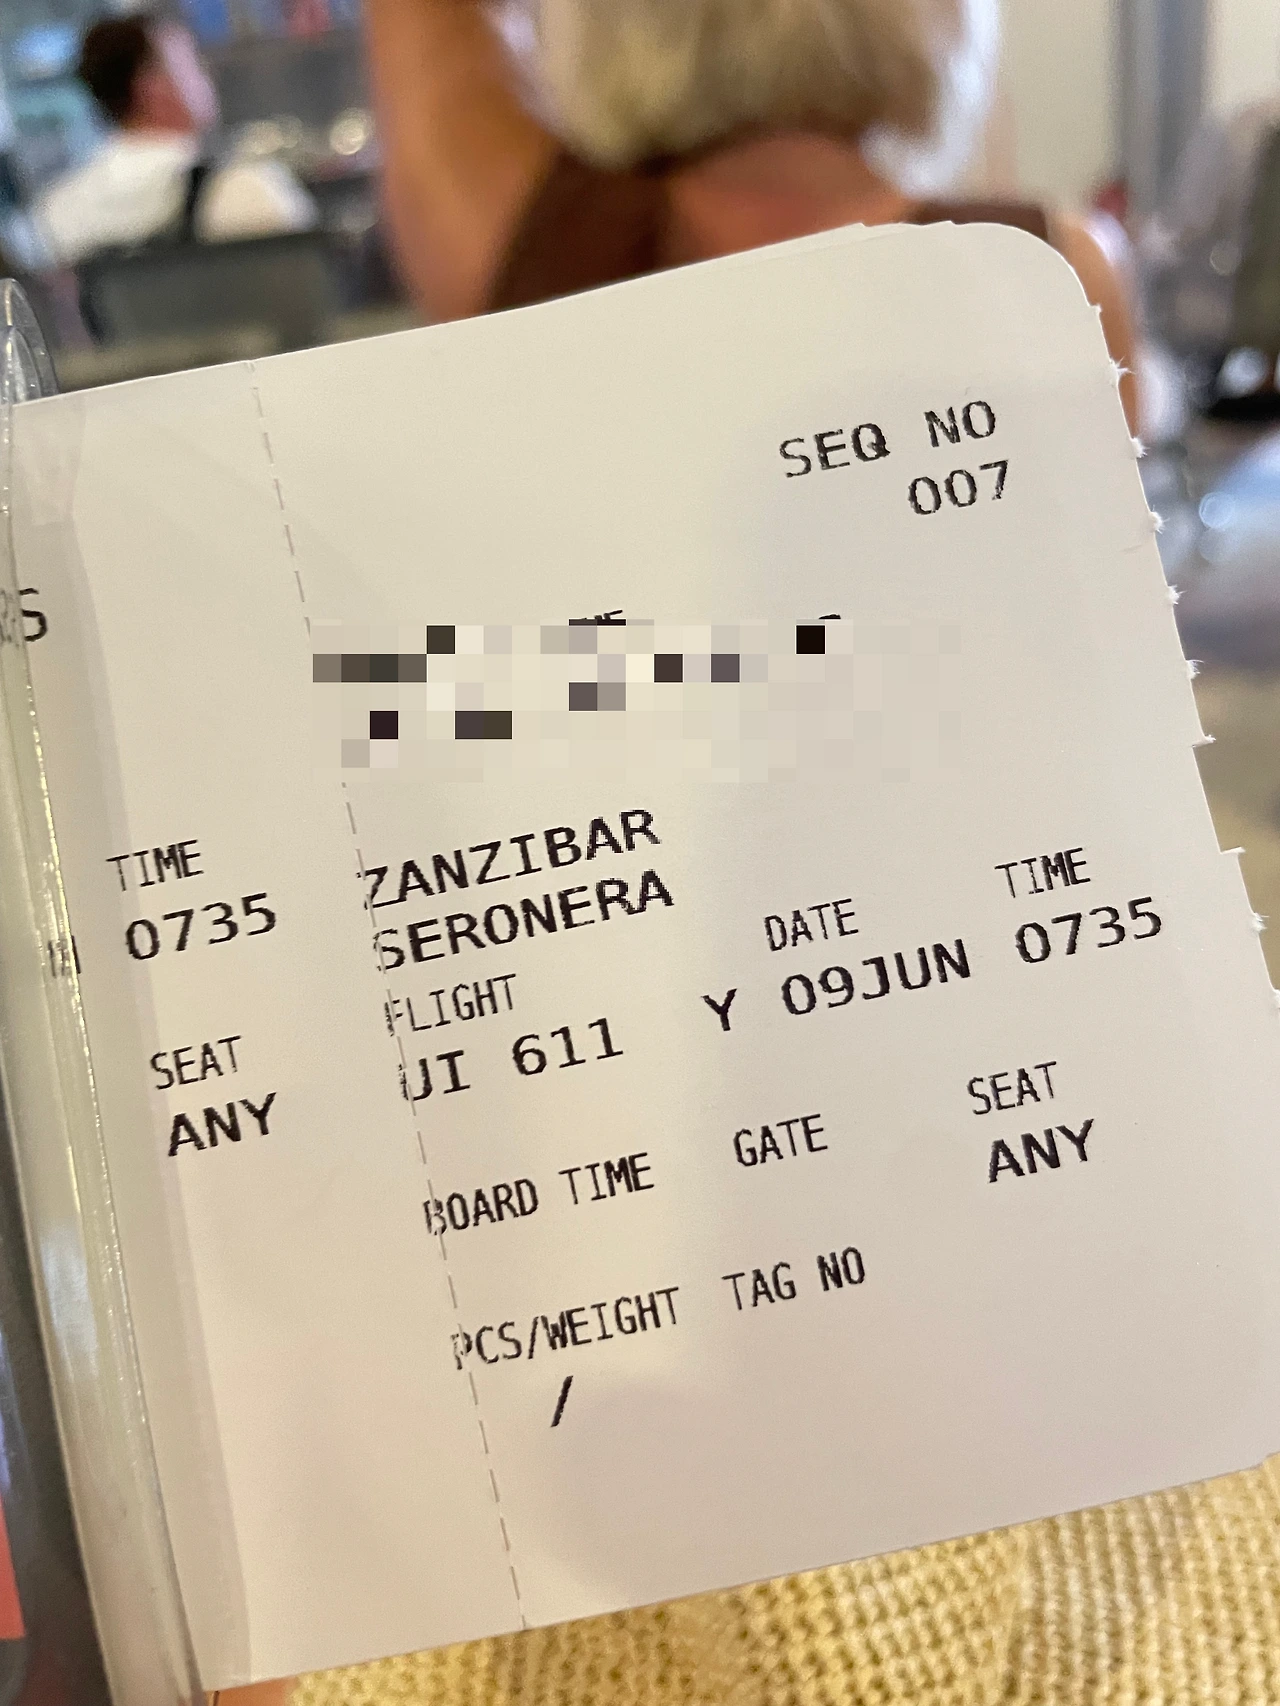 SEQ NO
007
TIME
0735
SEAT
ANY
ZANZIBAR
SERONERA
FLIGHT DATE TIME
UI 611 Y 09JUN 0735
BOARD TIME GATE SEAT
ANY
PCS/WEIGHT TAG NO
/